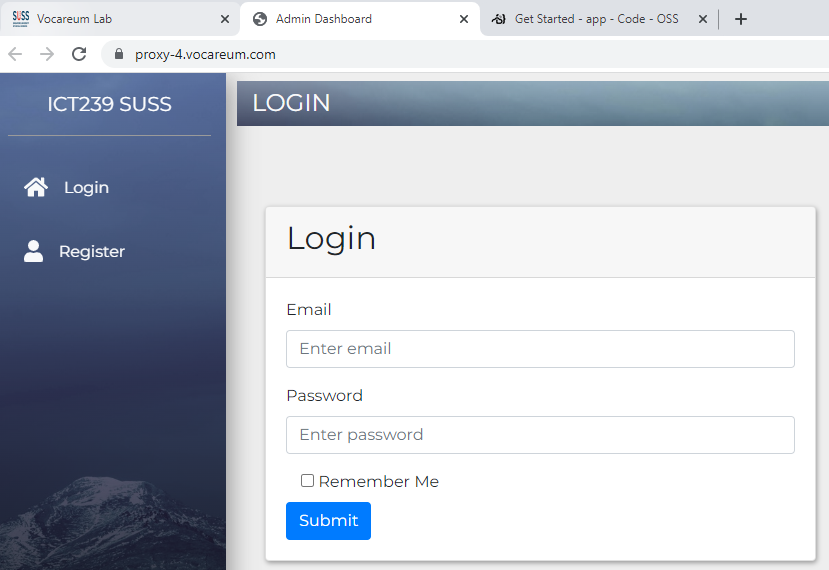 SUSS
Vocareum Lab
Admin Dashboard
Get Started - app - Code - OSS
proxy-4.vocareum.com
ICT239 SUSS
Login
Register
LOGIN
Login
Email
Enter email
Password
Enter password
Remember Me
Submit